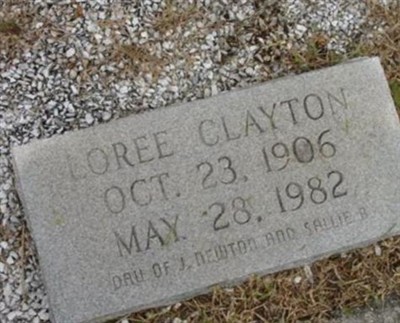 LOREE CLAYTON
OCT. 23, 1906
MAY. 28, 1982
DAU OF J. NEWTON AND SALLIE B